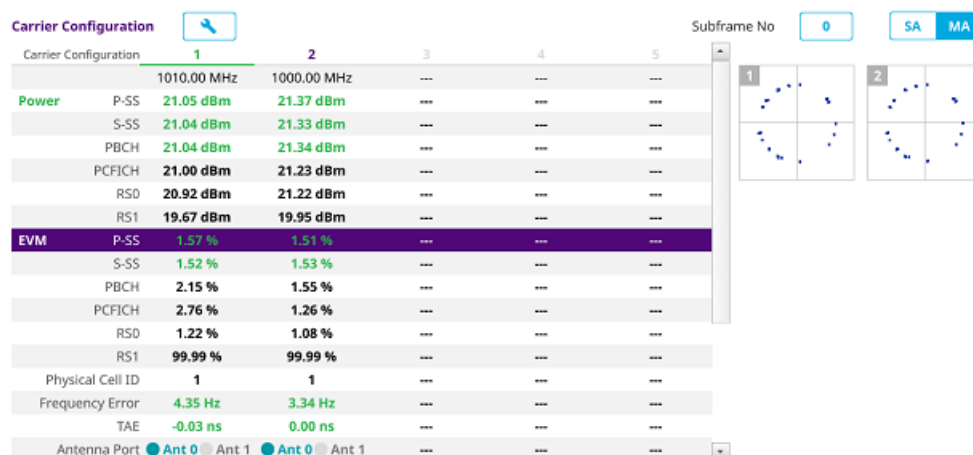 Carrier Configuration Subframe No 0 SA MA
Carrier Configuration 1 2 3 4 5
1010.00 MHz 1000.00 MHz --- --- ---
Power P-SS 21.05 dBm 21.37 dBm --- --- ---
S-SS 21.04 dBm 21.33 dBm --- --- ---
PBCH 21.04 dBm 21.34 dBm --- --- ---
PCFICH 21.00 dBm 21.23 dBm --- --- ---
RS0 20.92 dBm 21.22 dBm --- --- ---
RS1 19.67 dBm 19.95 dBm --- --- ---
EVM P-SS 1.57 % 1.51 % --- --- ---
S-SS 1.52 % 1.53 % --- --- ---
PBCH 2.15 % 1.55 % --- --- ---
PCFICH 2.76 % 1.26 % --- --- ---
RS0 1.22 % 1.08 % --- --- ---
RS1 99.99 % 99.99 % --- --- ---
Physical Cell ID 1 1 --- --- ---
Frequency Error 4.35 Hz 3.34 Hz --- --- ---
TAE -0.03 ns 0.00 ns --- --- ---
Antenna Port Ant 0 Ant 1 Ant 0 Ant 1 --- --- ---
1 2